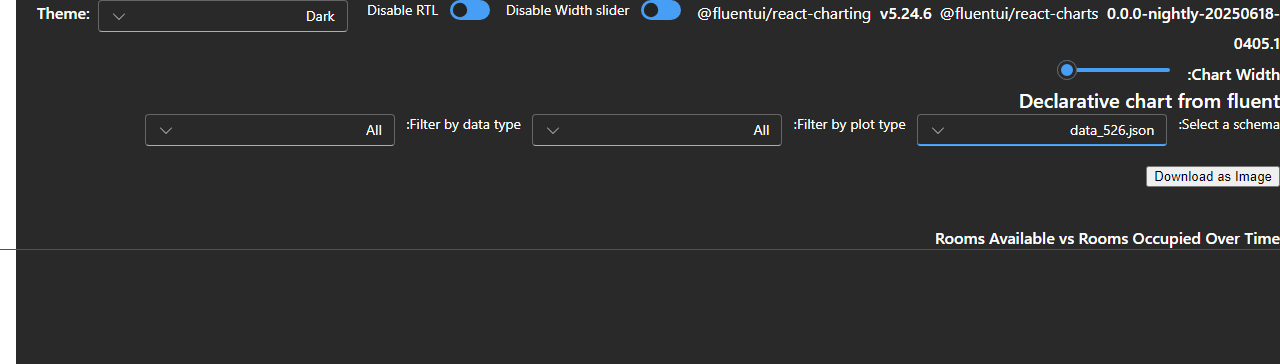 Theme: Dark Disable RTL Disable Width slider @fluentui/react-charting v5.24.6 @fluentui/react-charts 0.0.0-nightly-20250618-
0405.1
:Chart Width
Declarative chart from fluent
:Select a schema data_526.json :Filter by plot type All :Filter by data type All
Download as Image
Rooms Available vs Rooms Occupied Over Time